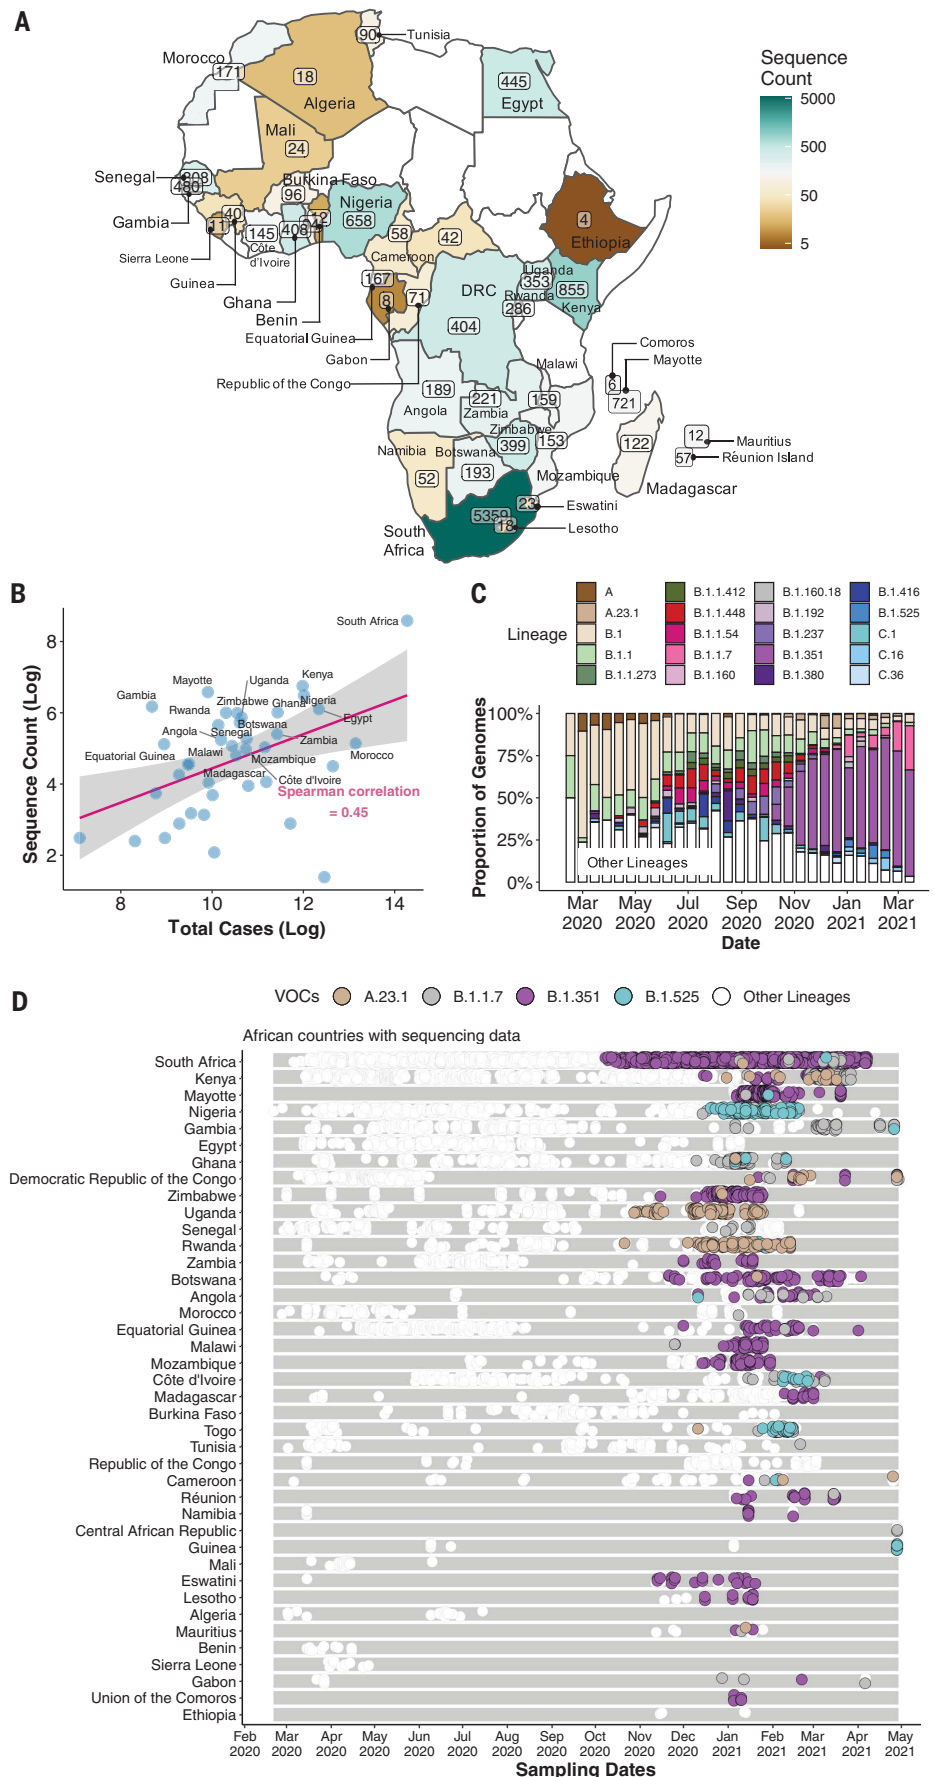 A
Sequence
Count
5000
500
50
5
90
Tunisia
Morocco
171
18
Algeria
445
Egypt
Mali
24
Senegal
480
Burkina Faso
96
Nigeria
658
Gambia
40
11
145
408
12
58
42
4
Ethiopia
Sierra Leone
Côte
d'Ivoire
Cameroon
Guinea
Ghana
Benin
Equatorial Guinea
Gabon
Republic of the Congo
167
8
71
DRC
404
Uganda
353
Rwanda
286
855
Kenya
Comoros
Mayotte
6
721
Malawi
189
Angola
221
Zambia
159
Zimbabwe
399
153
122
12
Mauritius
57
Réunion Island
Namibia
52
Botswana
193
Mozambique
Madagascar
5359
23
Eswatini
18
Lesotho
South
Africa
B
Sequence Count (Log)
8
6
4
2
South Africa
Kenya
Mayotte
Uganda
Gambia
Zimbabwe
Ghana
Nigeria
Rwanda
Egypt
Angola
Senegal
Botswana
Zambia
Equatorial Guinea
Malawi
Mozambique
Morocco
Madagascar
Côte d'Ivoire
Spearman correlation
= 0.45
8
10
12
14
Total Cases (Log)
C
Lineage
A
A.23.1
B.1
B.1.1
B.1.1.273
B.1.1.412
B.1.1.448
B.1.1.54
B.1.1.7
B.1.160
B.1.160.18
B.1.192
B.1.237
B.1.351
B.1.380
B.1.416
B.1.525
C.1
C.16
C.36
Proportion of Genomes
100%
75%
50%
25%
0%
Other Lineages
Mar
2020
May
2020
Jul
2020
Sep
2020
Nov
2020
Jan
2021
Mar
2021
Date
D
VOCs
A.23.1
B.1.1.7
B.1.351
B.1.525
Other Lineages
African countries with sequencing data
South Africa
Kenya
Mayotte
Nigeria
Gambia
Egypt
Ghana
Democratic Republic of the Congo
Zimbabwe
Uganda
Senegal
Rwanda
Zambia
Botswana
Angola
Morocco
Equatorial Guinea
Malawi
Mozambique
Côte d'Ivoire
Madagascar
Burkina Faso
Togo
Tunisia
Republic of the Congo
Cameroon
Réunion
Namibia
Central African Republic
Guinea
Mali
Eswatini
Lesotho
Algeria
Mauritius
Benin
Sierra Leone
Gabon
Union of the Comoros
Ethiopia
Feb
2020
Mar
2020
Apr
2020
May
2020
Jun
2020
Jul
2020
Aug
2020
Sep
2020
Oct
2020
Nov
2020
Dec
2020
Jan
2021
Feb
2021
Mar
2021
Apr
2021
May
2021
Sampling Dates